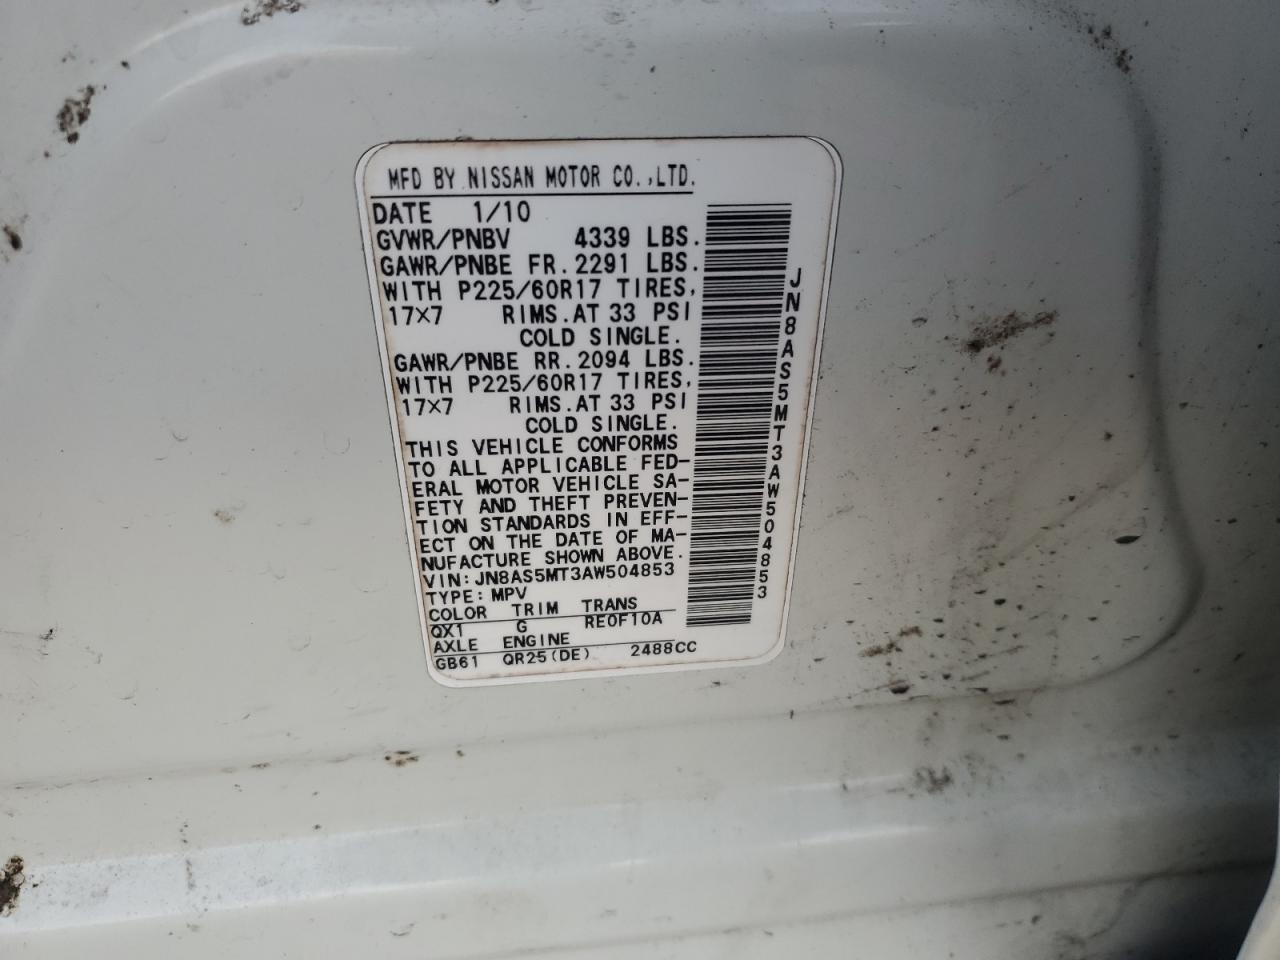 MFD BY NISSAN MOTOR CO.,LTD.
DATE 1/10
GVWR/PNBV 4339 LBS.
GAWR/PNBE FR.2291 LBS.
WITH P225/60R17 TIRES,
17×7 RIMS.AT 33 PSI
COLD SINGLE.
GAWR/PNBE RR.2094 LBS.
WITH P225/60R17 TIRES,
17×7 RIMS.AT 33 PSI
COLD SINGLE.
THIS VEHICLE CONFORMS
TO ALL APPLICABLE FED-
ERAL MOTOR VEHICLE SA-
FETY AND THEFT PREVEN-
TION STANDARDS IN EFF-
ECT ON THE DATE OF MA-
NUFACTURE SHOWN ABOVE.
VIN:JN8AS5MT3AW504853
TYPE:MPV
COLOR TRIM TRANS
QX1 G RE0F10A
AXLE ENGINE
GB61 QR25(DE) 2488CC
JN8AS5MT3AW504853